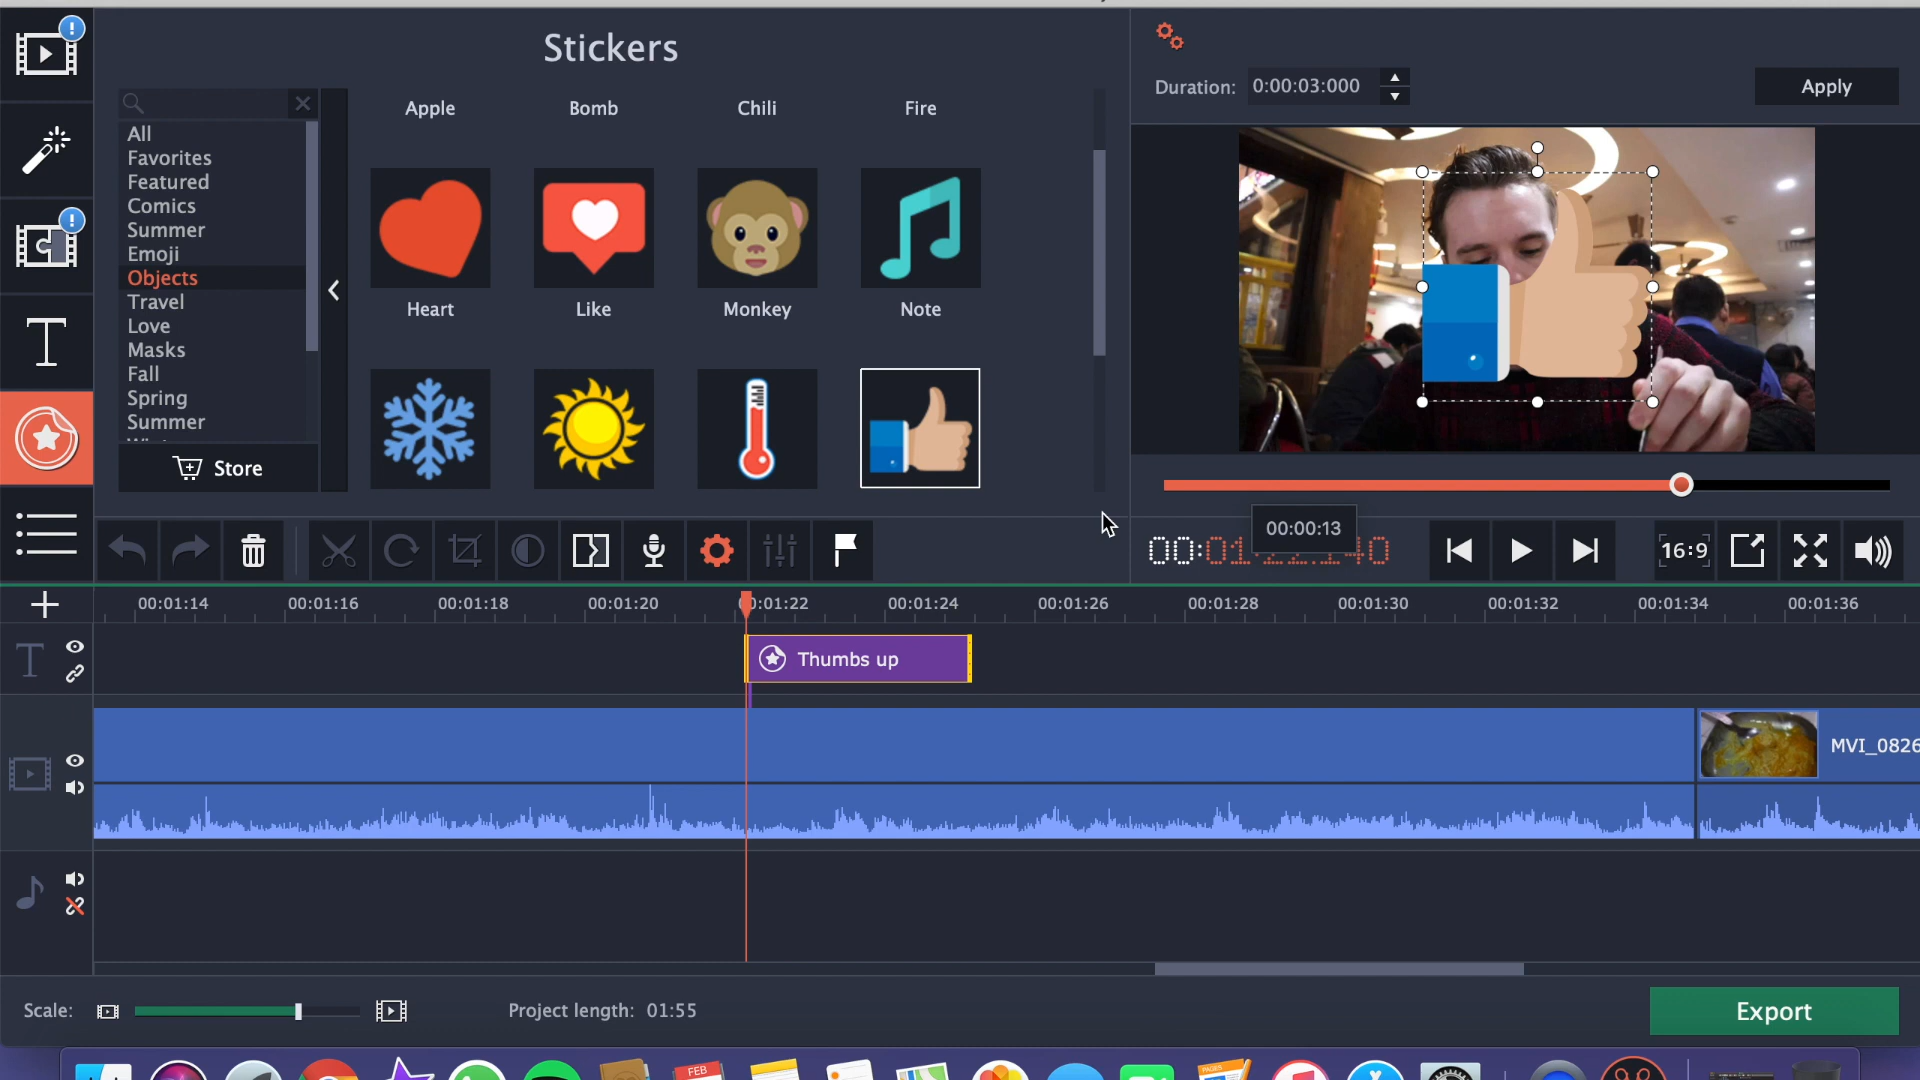 Stickers
Duration: 0:00:03:000
Apply
All
Favorites
Featured
Comics
Summer
Emoji
Objects
Travel
Love
Masks
Fall
Spring
Summer
Store
Apple Bomb Chili Fire
Heart Like Monkey Note
00:00:13
16:9
00:01:14 00:01:16 00:01:18 00:01:20 00:01:22 00:01:24 00:01:26 00:01:28 00:01:30 00:01:32 00:01:34 00:01:36
T
Thumbs up
MVI_0826
Scale:
Project length: 01:55
Export
FEB
PAGES